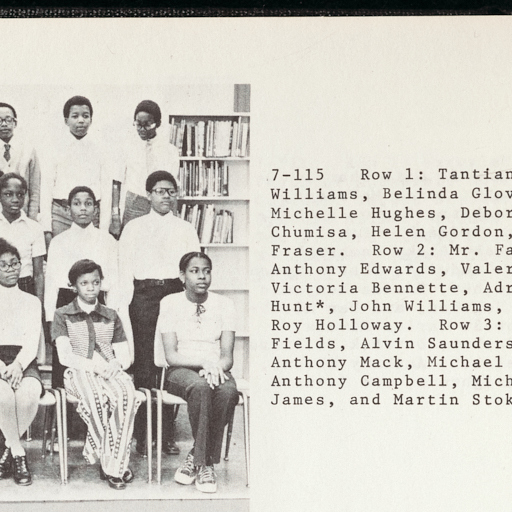 7-115 Row 1: Tantian
Williams, Belinda Glov
Michelle Hughes, Debor
Chumisa, Helen Gordon,
Fraser. Row 2: Mr. Fa
Anthony Edwards, Valer
Victoria Bennette, Adr
Hunt*, John Williams,
Roy Holloway. Row 3:
Fields, Alvin Saunders
Anthony Mack, Michael
Anthony Campbell, Mich
James, and Martin Stok